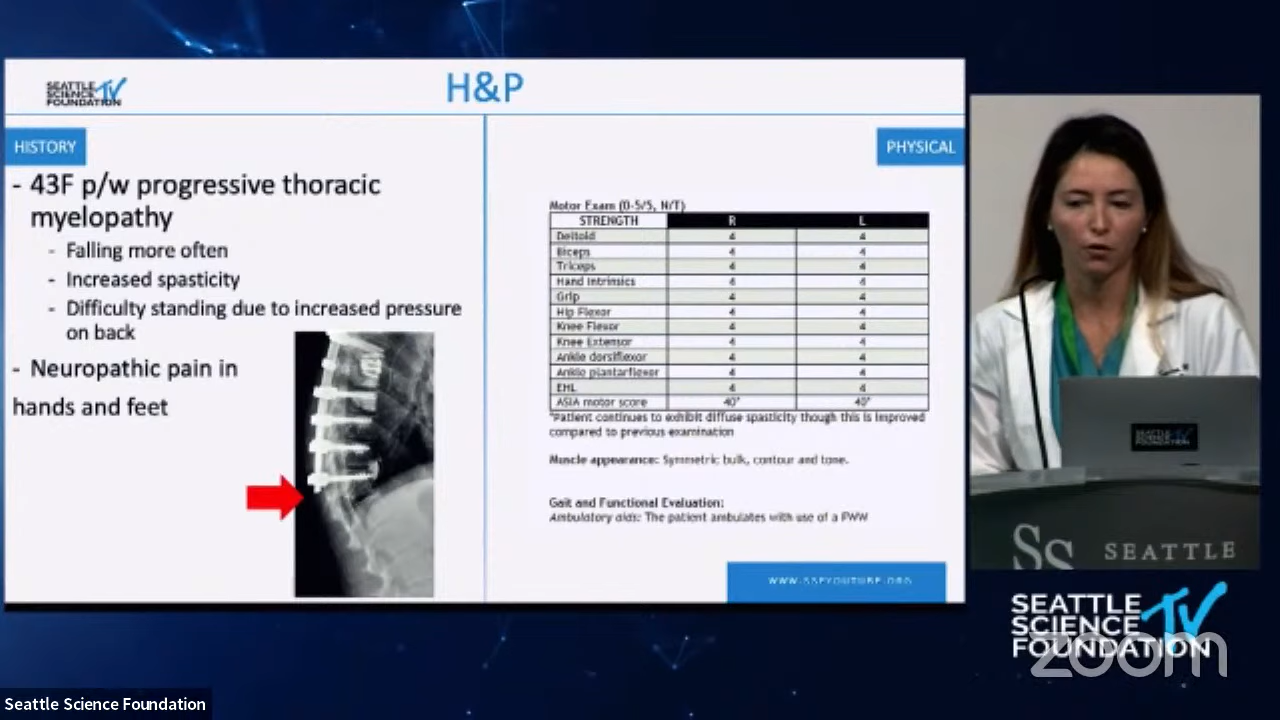 SEATTLE
SCIENCE
FOUNDATION
TV
H&P
HISTORY
- 43F p/w progressive thoracic
myelopathy
- Falling more often
- Increased spasticity
- Difficulty standing due to increased pressure
on back
- Neuropathic pain in
hands and feet
PHYSICAL
Motor Exam (0-5/5, N/T)
STRENGTH R L
Deltoid 4 4
Biceps 4 4
Triceps 4 4
Hand Intrinsics 4 4
Grip 4 4
Hip Flexor 4 4
Knee Flexor 4 4
Knee Extensor 4 4
Ankle dorsiflexor 4 4
Ankle plantarflexor 4 4
EHL 4 4
ASIA motor score 40* 40*
*Patient continues to exhibit diffuse spasticity though this is improved
compared to previous examination
Muscle appearance: Symmetric bulk, contour and tone.
Gait and Functional Evaluation:
Ambulatory aids: The patient ambulates with use of a FWW
SEATTLE
SCIENCE
FOUNDATION
SS SEATTLE
SEATTLE
SCIENCE
FOUNDATION
TV
zoom
Seattle Science Foundation